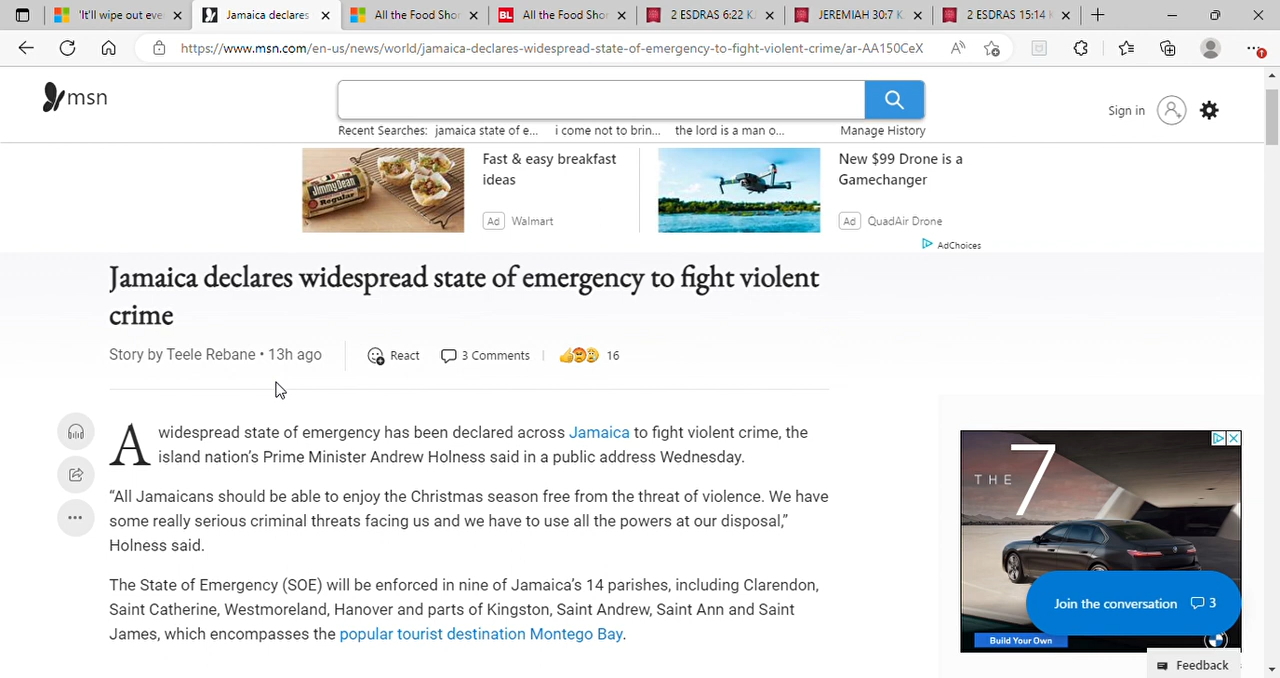 'It'll wipe out eve
Jamaica declares
All the Food Shor
All the Food Shor
2 ESDRAS 6:22 K
JEREMIAH 30:7 K
2 ESDRAS 15:14
https://www.msn.com/en-us/news/world/jamaica-declares-widespread-state-of-emergency-to-fight-violent-crime/ar-AA150CeX
msn
Sign in
Recent Searches: jamaica state of e... i come not to brin... the lord is a man o... Manage History
JimmyDean
Regular
Fast & easy breakfast
ideas
Ad Walmart
New $99 Drone is a
Gamechanger
Ad QuadAir Drone
AdChoices
Jamaica declares widespread state of emergency to fight violent
crime
Story by Teele Rebane • 13h ago React 3 Comments 16
A widespread state of emergency has been declared across Jamaica to fight violent crime, the
island nation's Prime Minister Andrew Holness said in a public address Wednesday.
“All Jamaicans should be able to enjoy the Christmas season free from the threat of violence. We have
some really serious criminal threats facing us and we have to use all the powers at our disposal,”
Holness said.
The State of Emergency (SOE) will be enforced in nine of Jamaica's 14 parishes, including Clarendon,
Saint Catherine, Westmoreland, Hanover and parts of Kingston, Saint Andrew, Saint Ann and Saint
James, which encompasses the popular tourist destination Montego Bay.
THE 7
Join the conversation 3
Build Your Own
Feedback